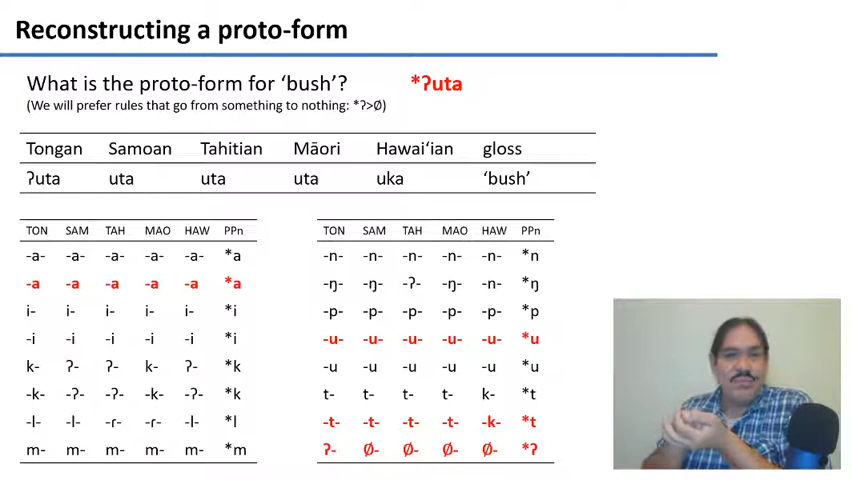 Reconstructing a proto-form
What is the proto-form for ‘bush’? *ʔuta
(We will prefer rules that go from something to nothing: *ʔ>Ø)
Tongan Samoan Tahitian Māori Hawaiʻian gloss
ʔuta uta uta uta uka ‘bush’
TON SAM TAH MAO HAW PPn
-a- -a- -a- -a- -a- *a
-a -a -a -a -a *a
i- i- i- i- i- *i
-i -i -i -i -i *i
k- ʔ- ʔ- k- ʔ- *k
-k- -ʔ- -ʔ- -k- -ʔ- *k
-l- -l- -ɾ- -ɾ- -l- *l
m- m- m- m- m- *m
TON SAM TAH MAO HAW PPn
-n- -n- -n- -n- -n- *n
-ŋ- -ŋ- -ʔ- -ŋ- -n- *ŋ
-p- -p- -p- -p- -p- *p
-u- -u- -u- -u- -u- *u
-u -u -u -u -u *u
t- t- t- t- k- *t
-t- -t- -t- -t- -k- *t
ʔ- Ø- Ø- Ø- Ø- *ʔ